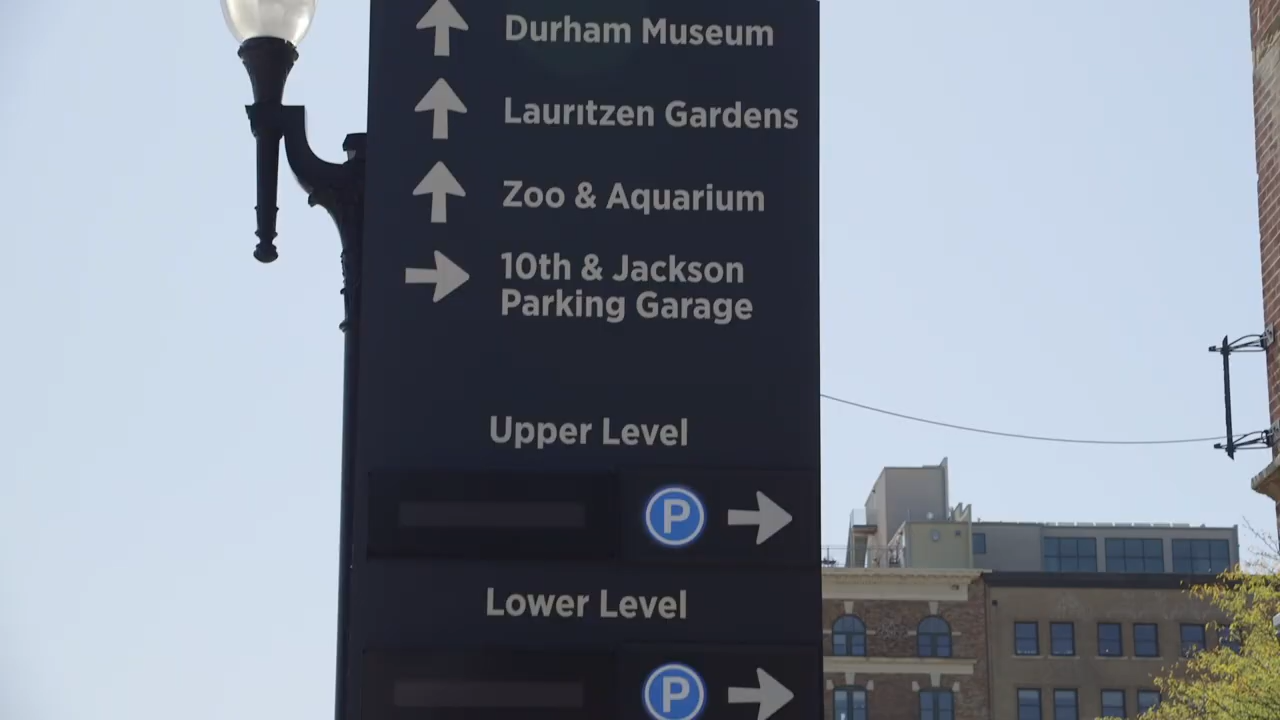 Durham Museum
Lauritzen Gardens
Zoo & Aquarium
10th & Jackson
Parking Garage
Upper Level
P
Lower Level
P